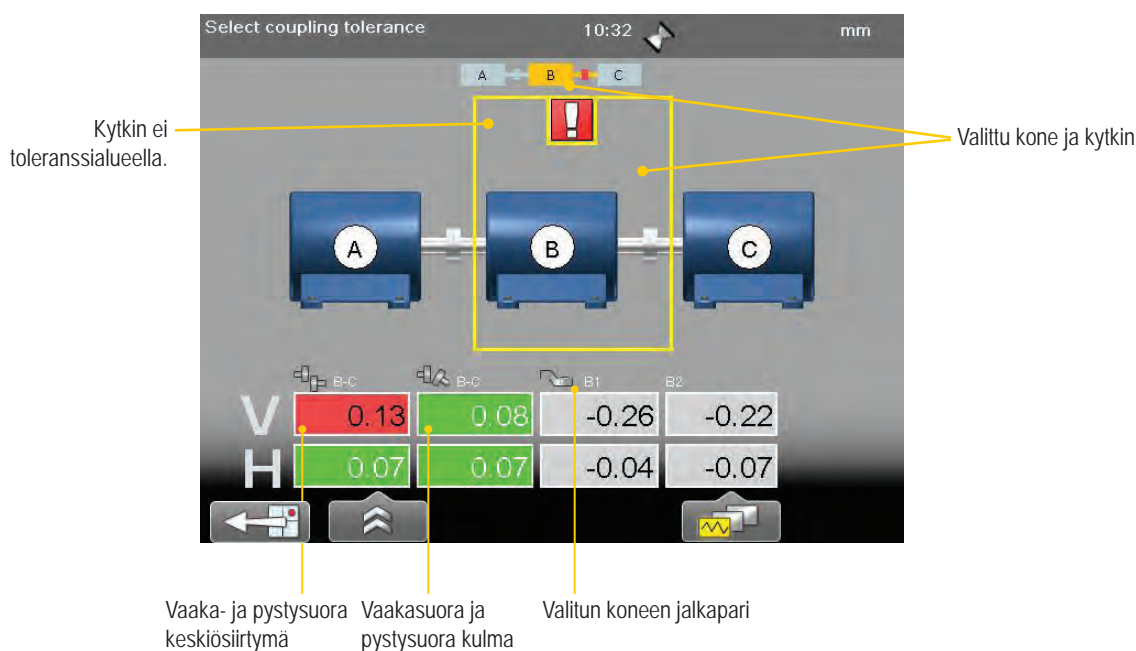 Select coupling tolerance 10:32 mm
A B C
Kytkin ei
toleranssialueella.
Valittu kone ja kytkin
A B C
B-C B-C B1 B2
V 0.13 0.08 -0.26 -0.22
H 0.07 0.07 -0.04 -0.07
Vaaka- ja pystysuora
keskiösiirtymä
Vaakasuora ja
pystysuora kulma
Valitun koneen jalkapari